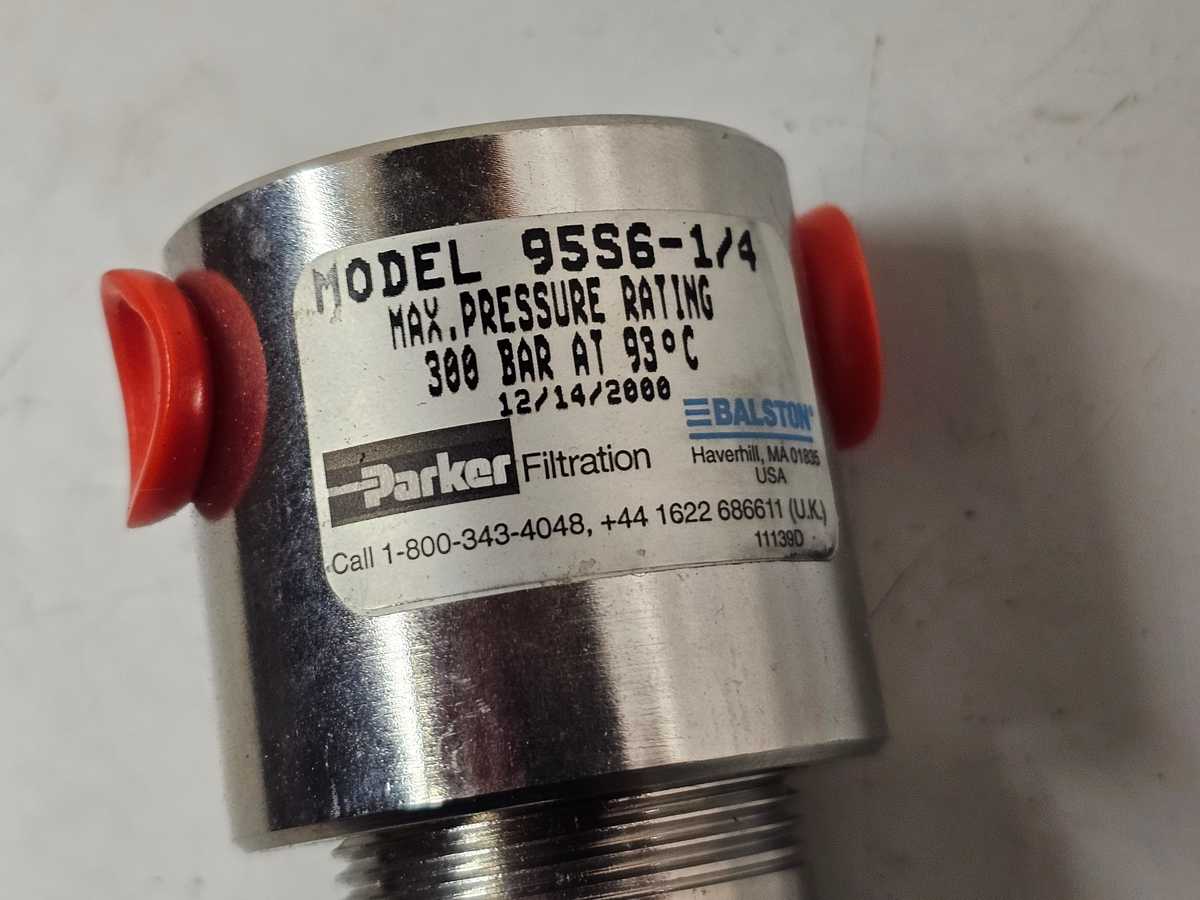 MODEL 95S6-1/4
MAX.PRESSURE RATING
300 BAR AT 93°C
12/14/2000
BALSTON®
Haverhill, MA 01835
USA
Parker Filtration
Call 1-800-343-4048, +44 1622 686611 (U.K.)
11139D